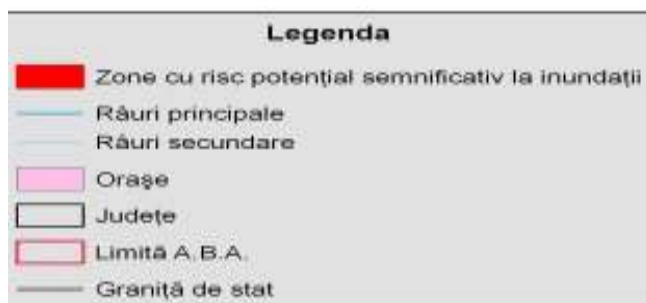 Legenda
Zone cu risc potențial semnificativ la inundații
Râuri principale
Râuri secundare
Orașe
Județe
Limită A.B.A.
Graniță de stat